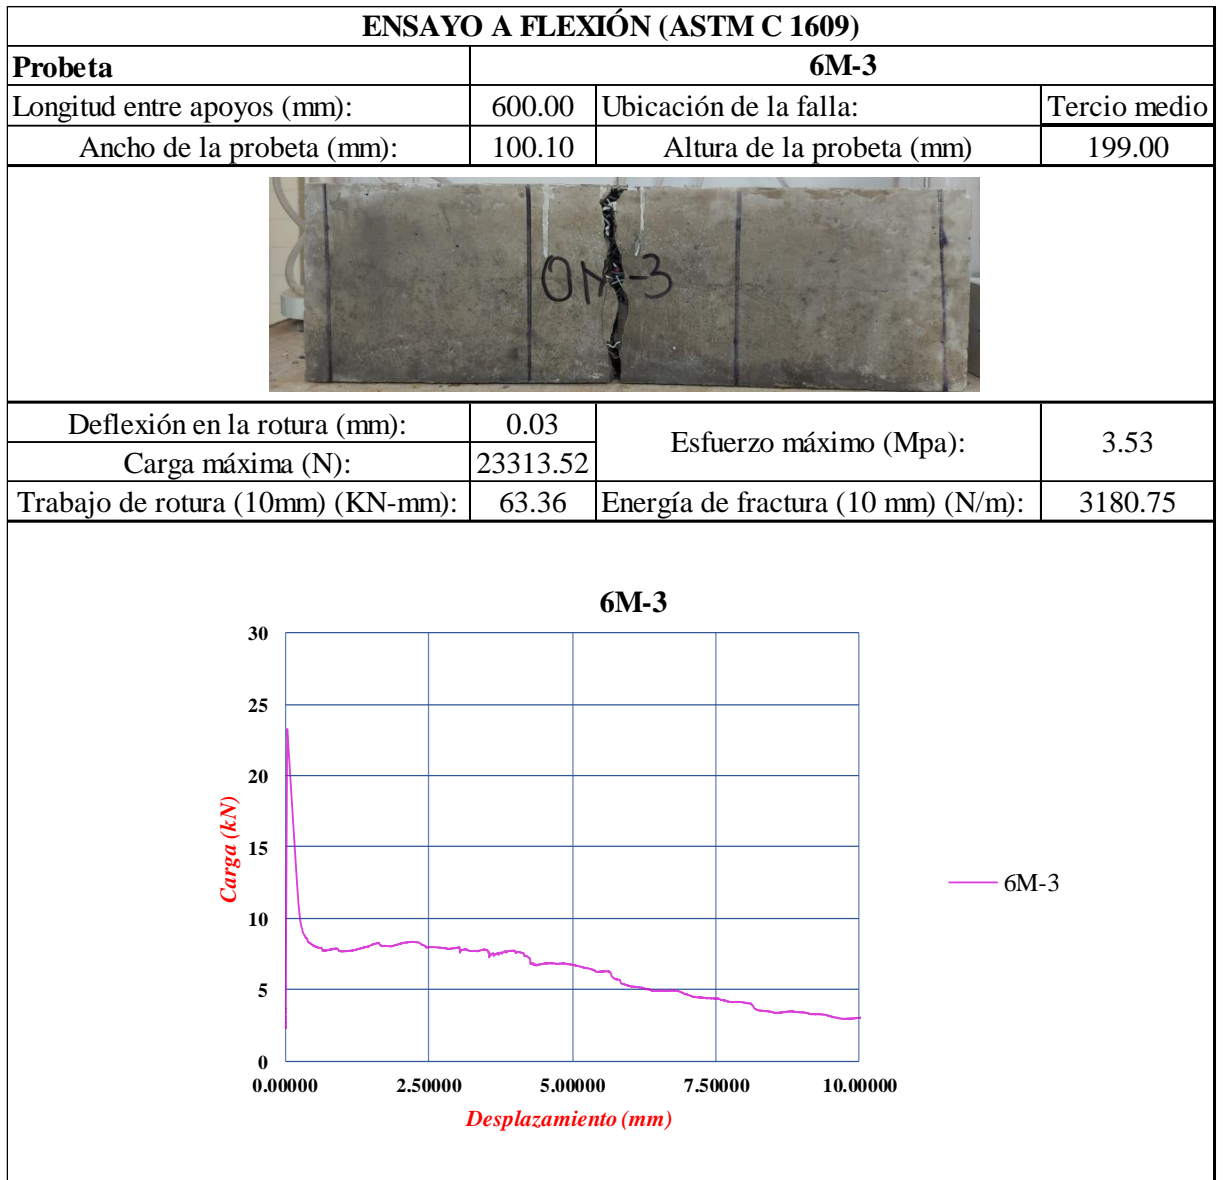 ENSAYO A FLEXIÓN (ASTM C 1609)
Probeta 6M-3
Longitud entre apoyos (mm): 600.00 Ubicación de la falla: Tercio medio
Ancho de la probeta (mm): 100.10 Altura de la probeta (mm) 199.00
0M-3
Deflexión en la rotura (mm): 0.03 Esfuerzo máximo (Mpa): 3.53
Carga máxima (N): 23313.52
Trabajo de rotura (10mm) (KN-mm): 63.36 Energía de fractura (10 mm) (N/m): 3180.75
6M-3
30
25
20
15
10
5
0
Carga (kN)
6M-3
0.00000 2.50000 5.00000 7.50000 10.00000
Desplazamiento (mm)